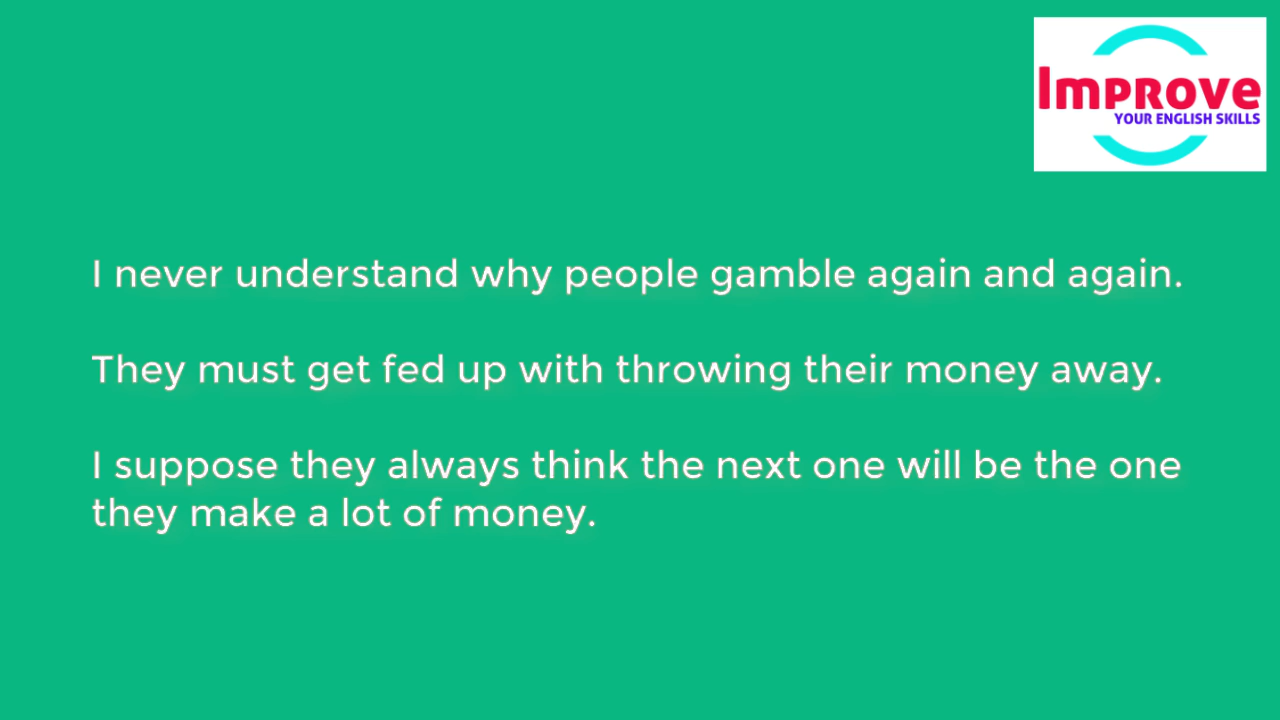 Improve
YOUR ENGLISH SKILLS
I never understand why people gamble again and again.
They must get fed up with throwing their money away.
I suppose they always think the next one will be the one
they make a lot of money.